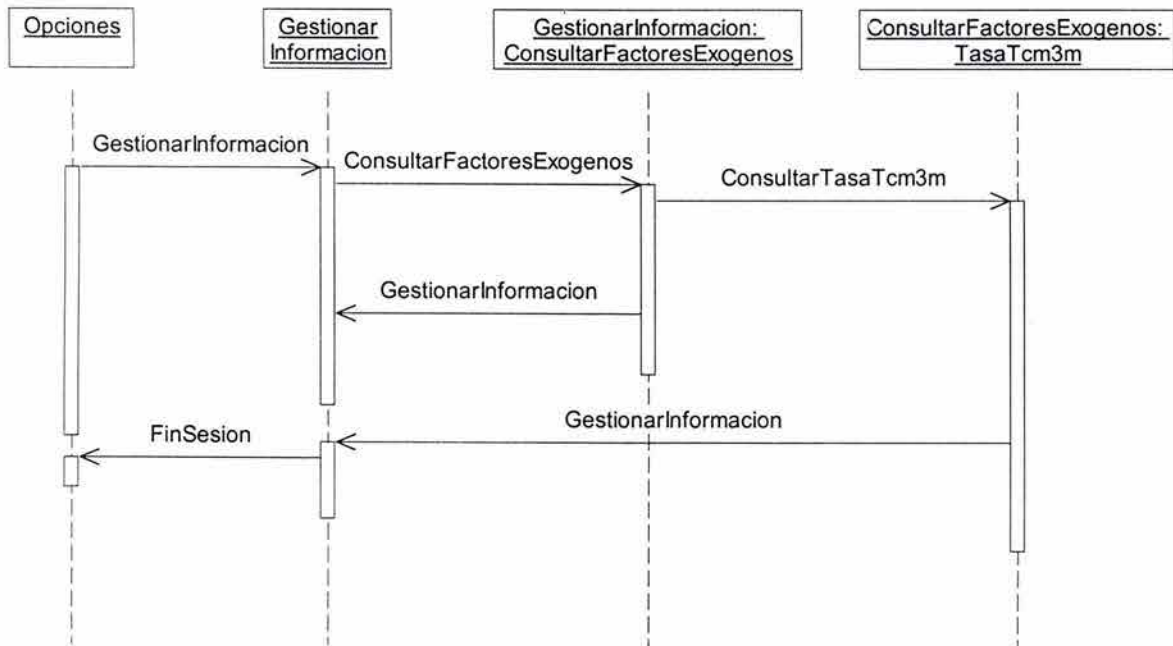 Opciones
Gestionar
Informacion
GestionarInformacion:
ConsultarFactoresExogenos
ConsultarFactoresExogenos:
TasaTcm3m
GestionarInformacion
ConsultarFactoresExogenos
ConsultarTasaTcm3m
GestionarInformacion
GestionarInformacion
FinSesion